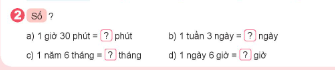 2 Số ?
a) 1 giờ 30 phút = ? phút b) 1 tuần 3 ngày = ? ngày
c) 1 năm 6 tháng = ? tháng d) 1 ngày 6 giờ = ? giờ